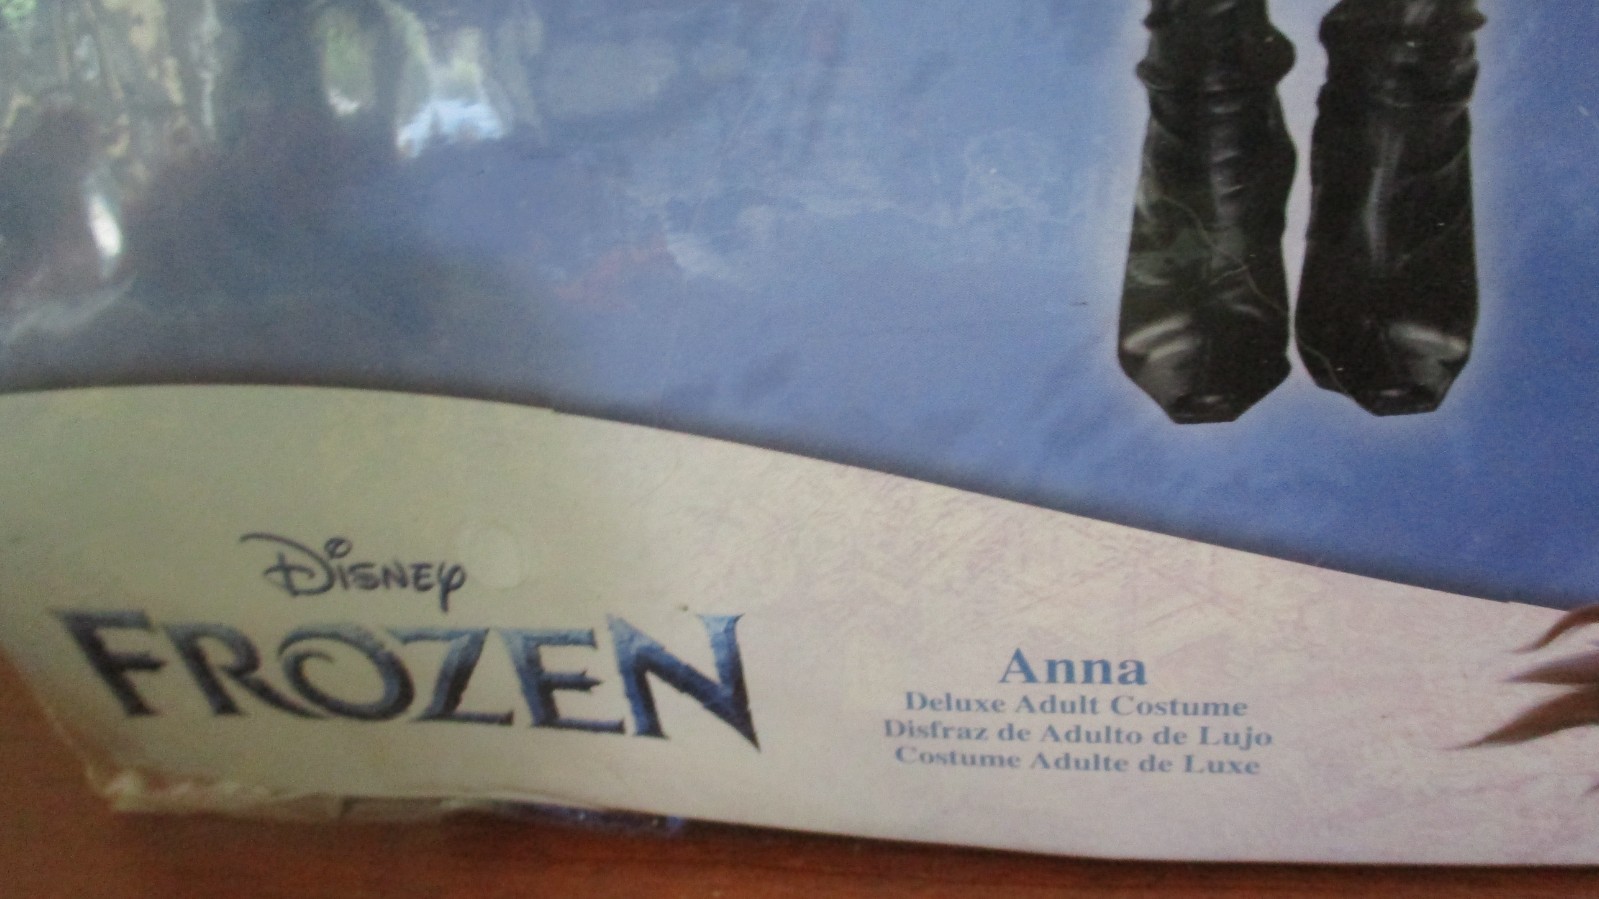 Disney
FROZEN
Anna
Deluxe Adult Costume
Disfraz de Adulto de Lujo
Costume Adulte de Luxe